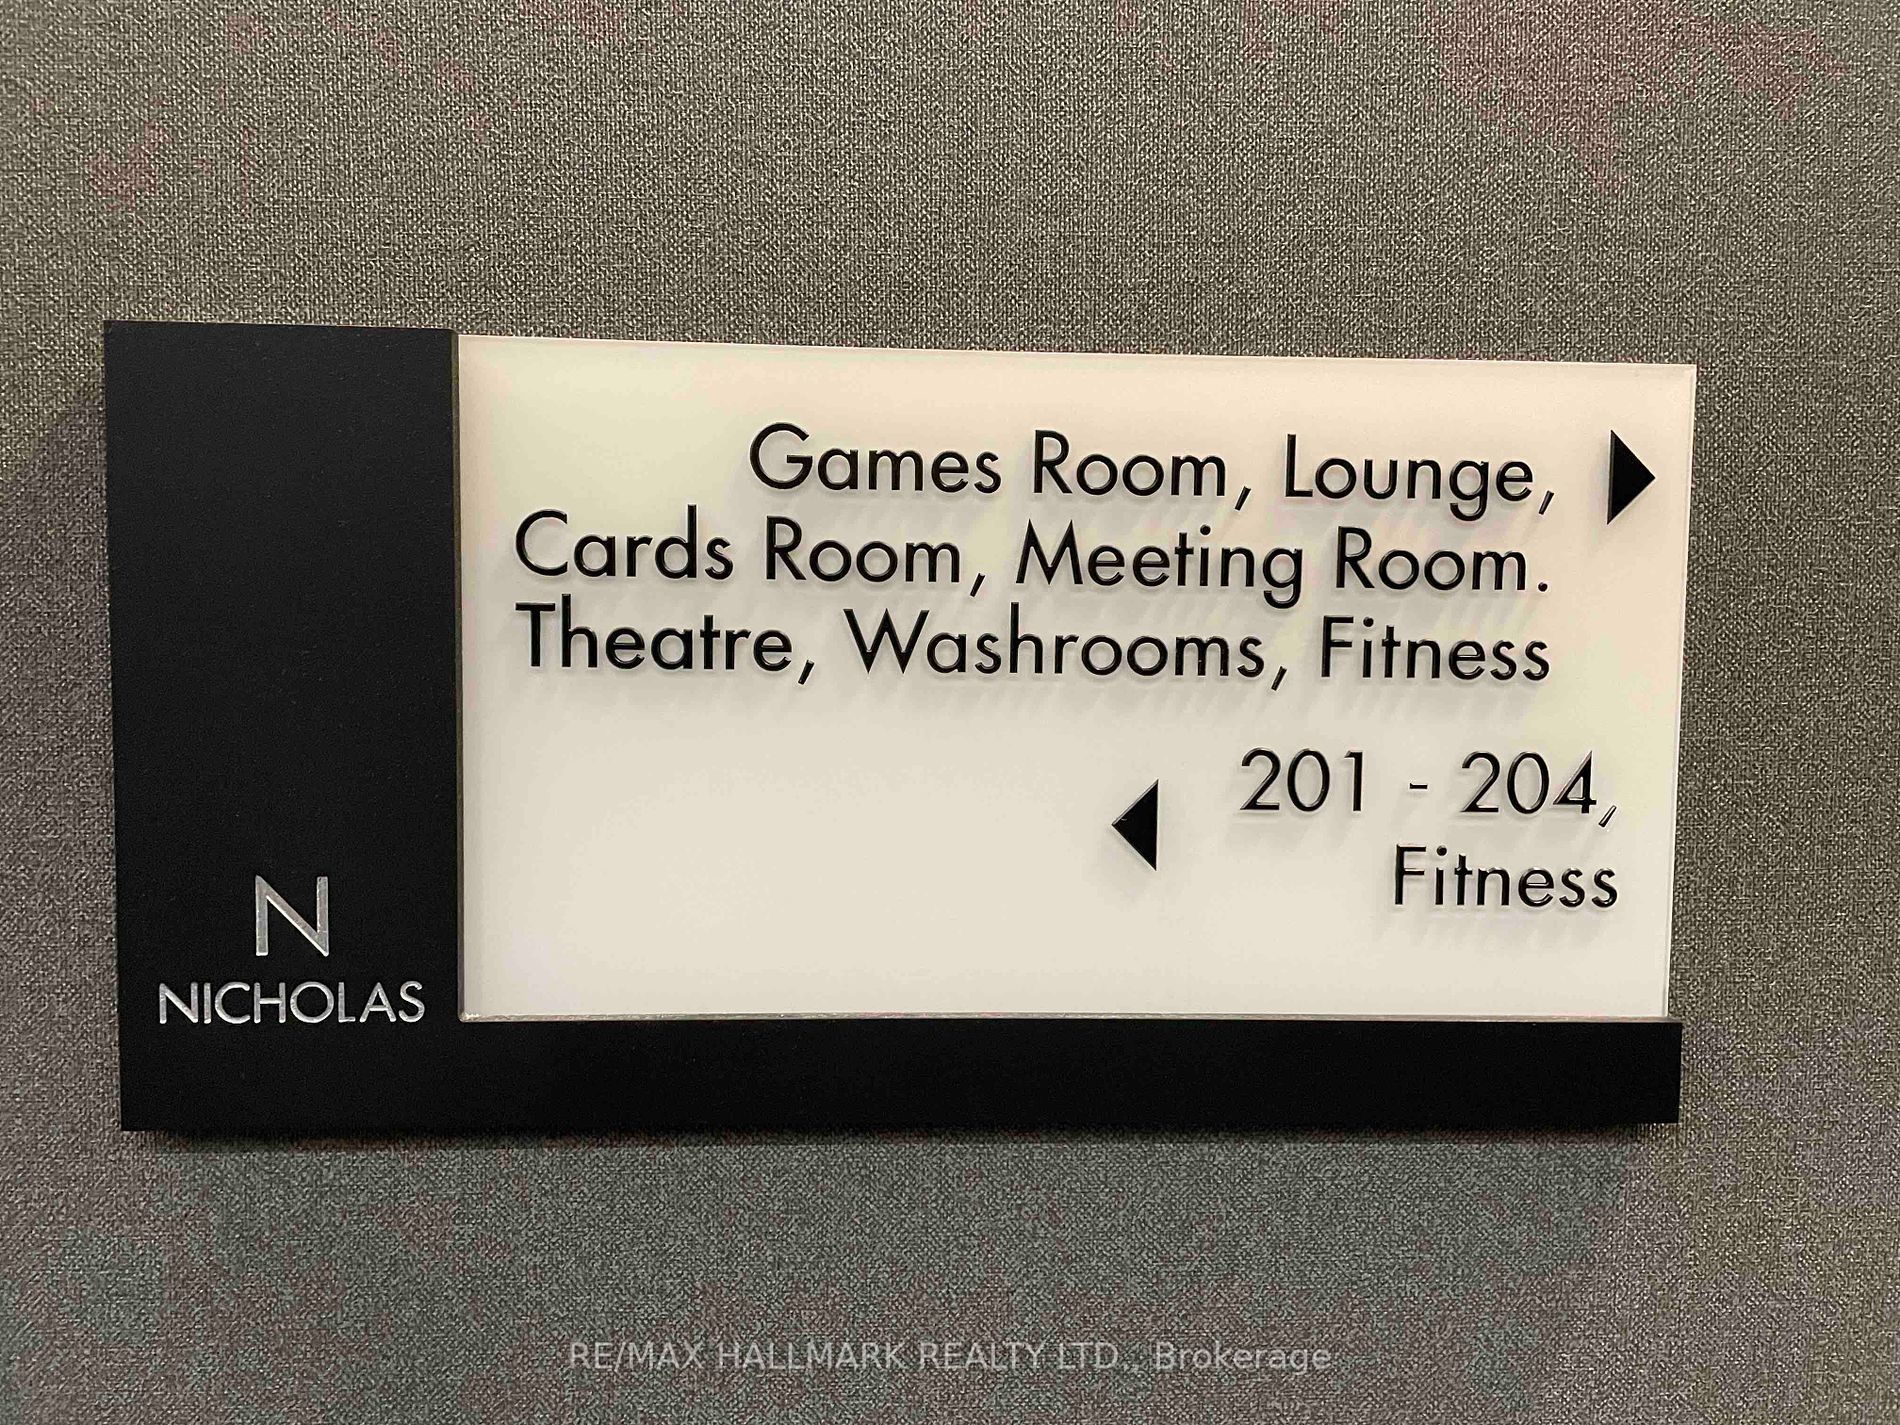 Games Room, Lounge,
Cards Room, Meeting Room.
Theatre, Washrooms, Fitness
201 - 204,
Fitness
N
NICHOLAS
RE/MAX HALLMARK REALTY LTD., Brokerage